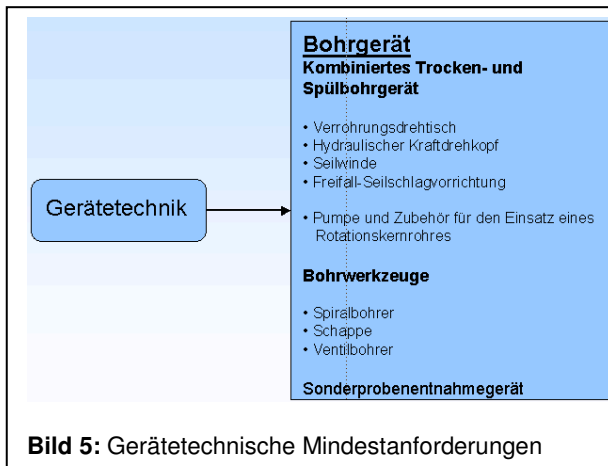 Gerätetechnik
Bohrgerät
Kombiniertes Trocken- und
Spülbohrgerät
• Verrohrungsdrehtisch
• Hydraulischer Kraftdrehkopf
• Seilwinde
• Freifall-Seilschlagvorrichtung
• Pumpe und Zubehör für den Einsatz eines
Rotationskernrohres
Bohrwerkzeuge
• Spiralbohrer
• Schappe
• Ventilbohrer
Sonderprobenentnahmegerät
Bild 5: Gerätetechnische Mindestanforderungen